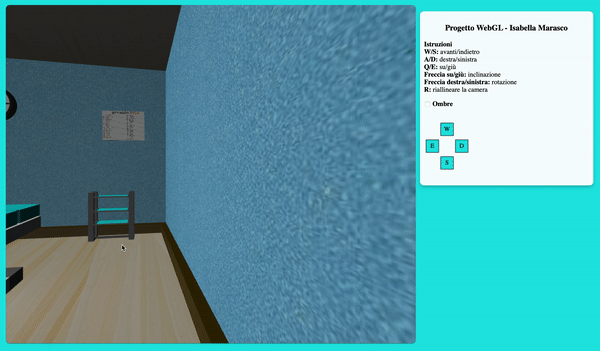 Progetto WebGL - Isabella Marasco
Istruzioni
W/S: avanti/indietro
A/D: destra/sinistra
Q/E: su/giù
Freccia su/giù: inclinazione
Freccia destra/sinistra: rotazione
R: riallineare la camera
Ombre
W
E
D
S